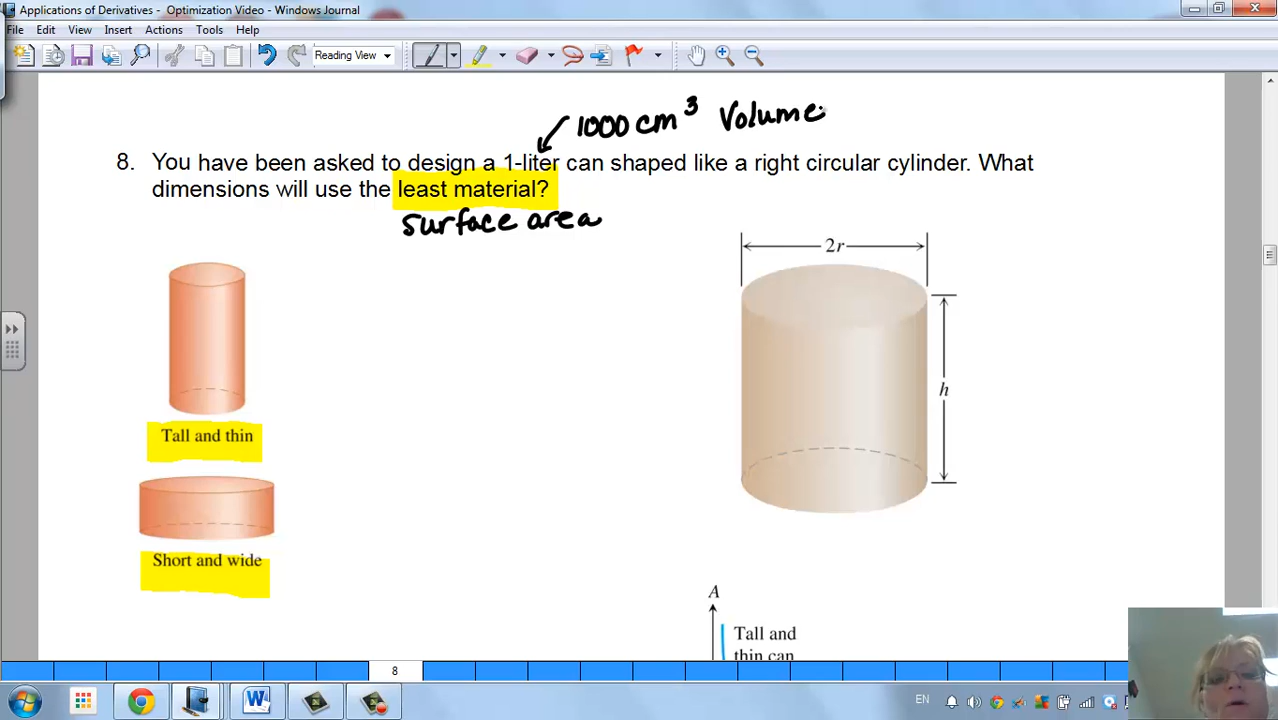 Applications of Derivatives - Optimization Video - Windows Journal
File Edit View Insert Actions Tools Help
Reading View
1000 cm³ Volume
8. You have been asked to design a 1-liter can shaped like a right circular cylinder. What
dimensions will use the least material?
surface area
2r
h
Tall and thin
Short and wide
A
Tall and
thin can
8
EN